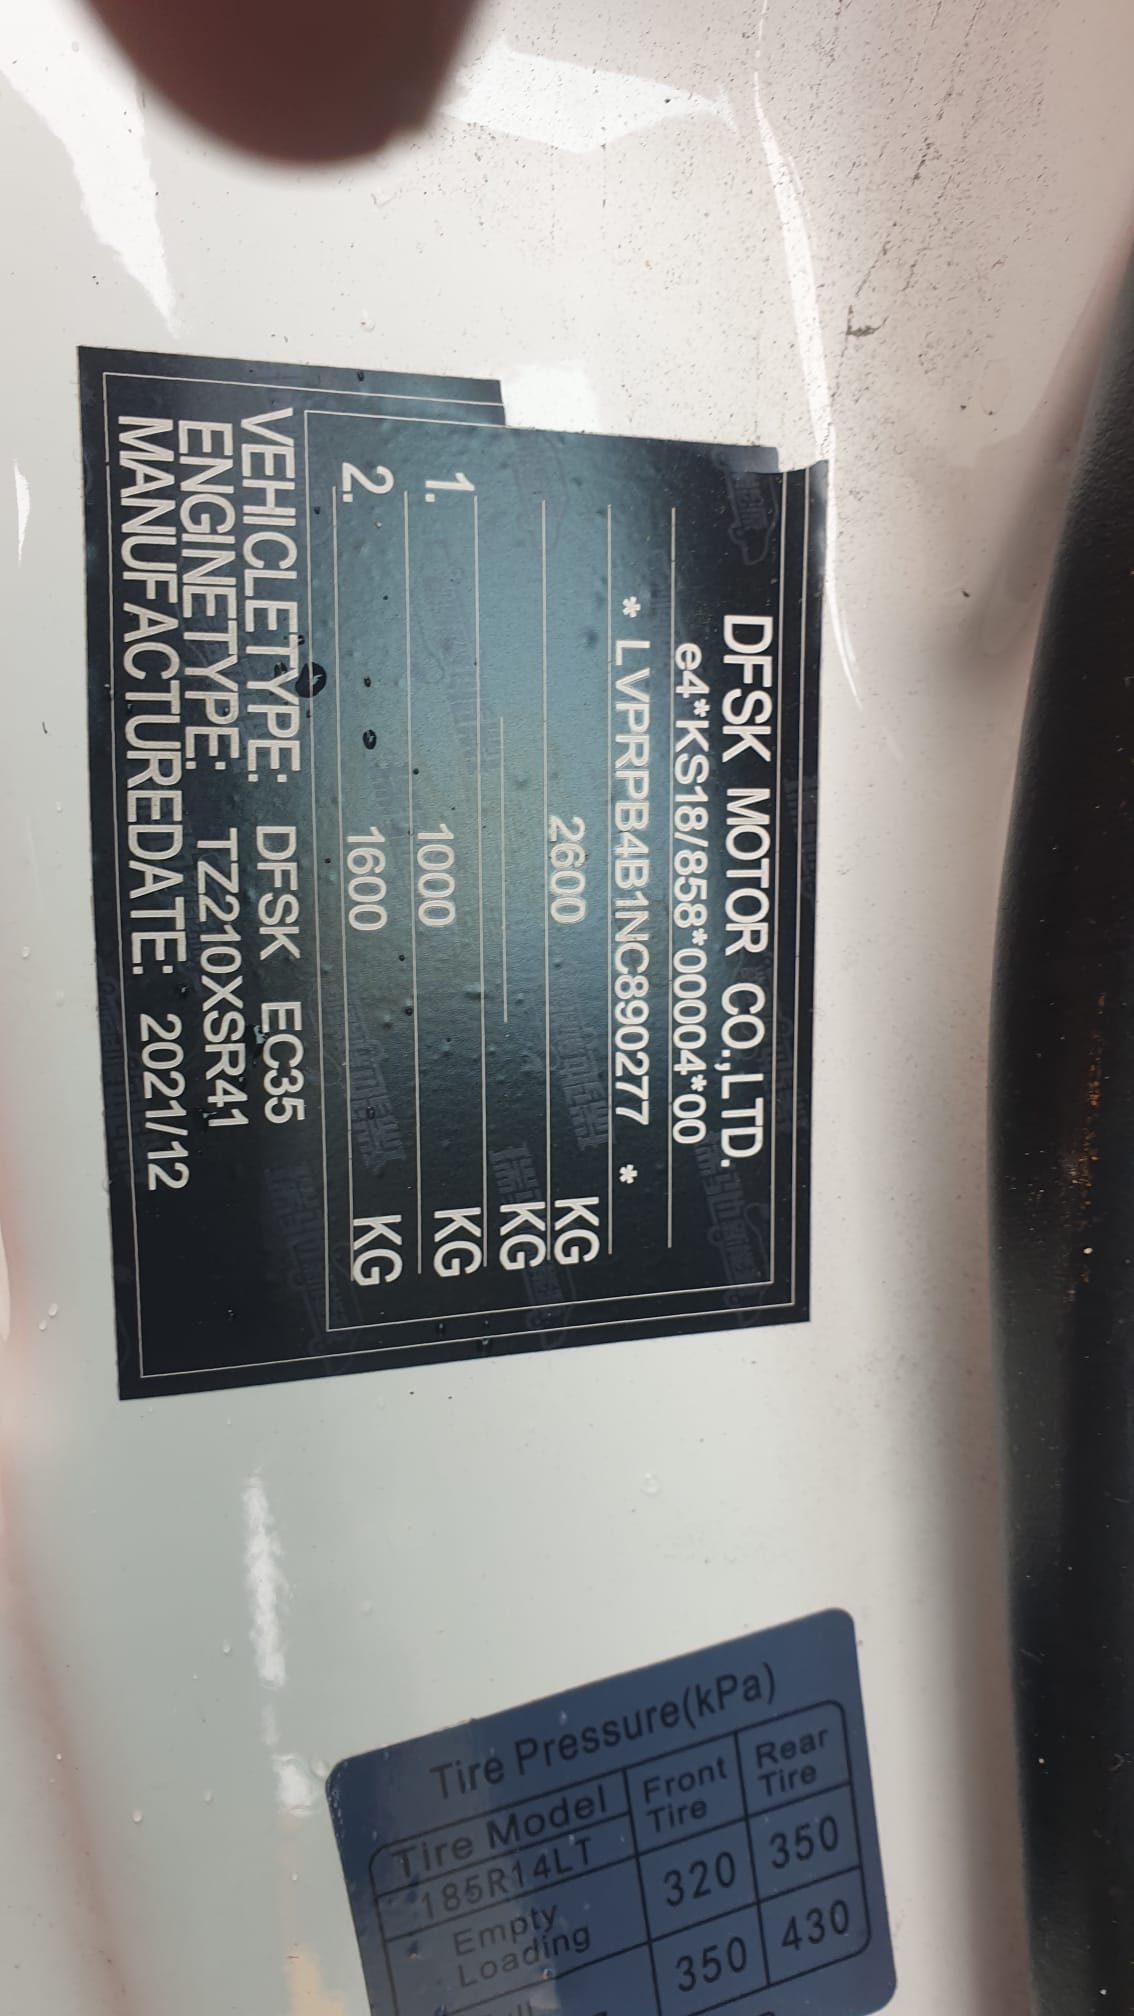 DFSK MOTOR CO.,LTD.
e4*KS18/858*00004*00
* LVPRPB4B1NC890277 *
2600 KG
KG
1. 1000 KG
2. 1600 KG
VEHICLETYPE: DFSK EC35
ENGINETYPE: TZ210XSR41
MANUFACTUREDATE: 2021/12
Tire Pressure(kPa)
Tire Model Front Tire Rear Tire
185R14LT
Empty Loading 320 350
350 430